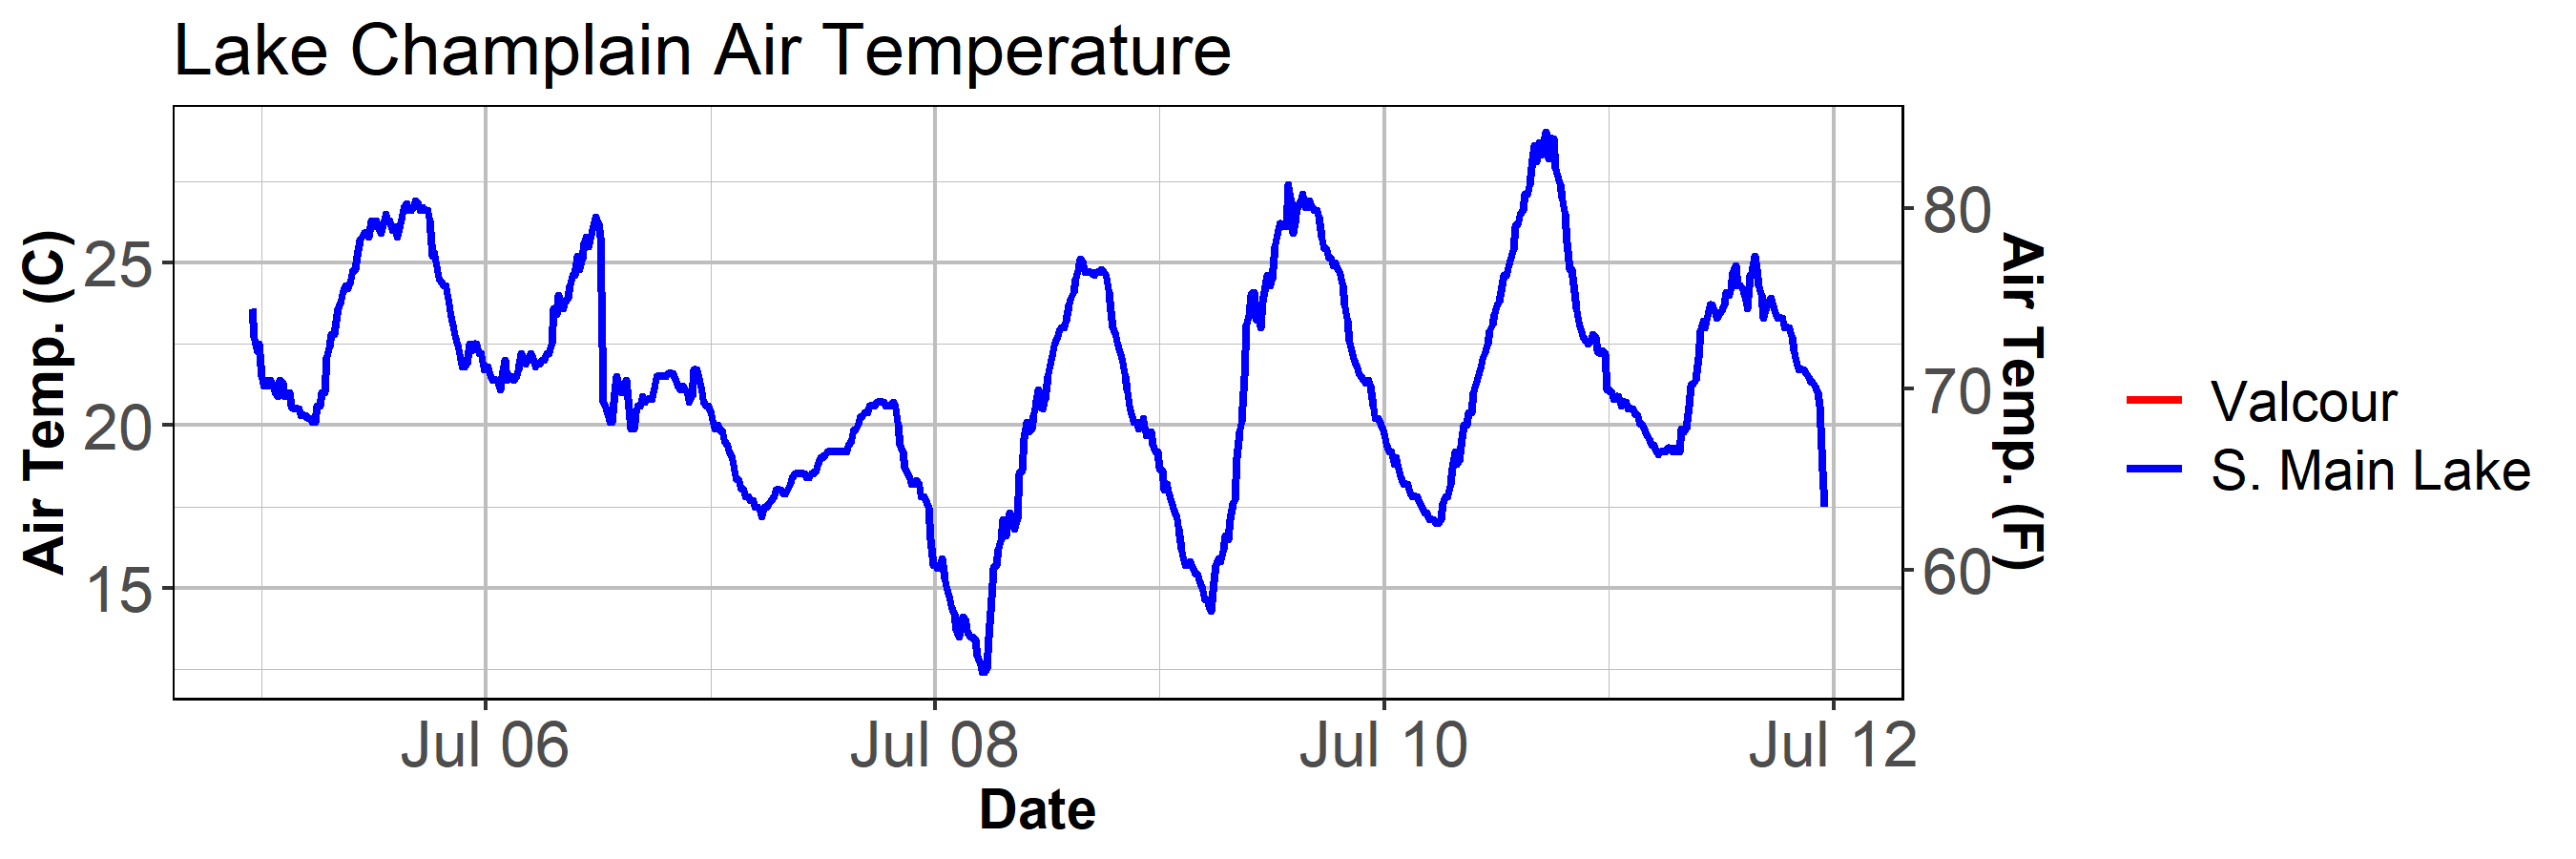 Lake Champlain Air Temperature
Air Temp. (C)
25
20
15
80
70
60
Air Temp. (F)
Jul 06
Jul 08
Jul 10
Jul 12
Date
Valcour
S. Main Lake